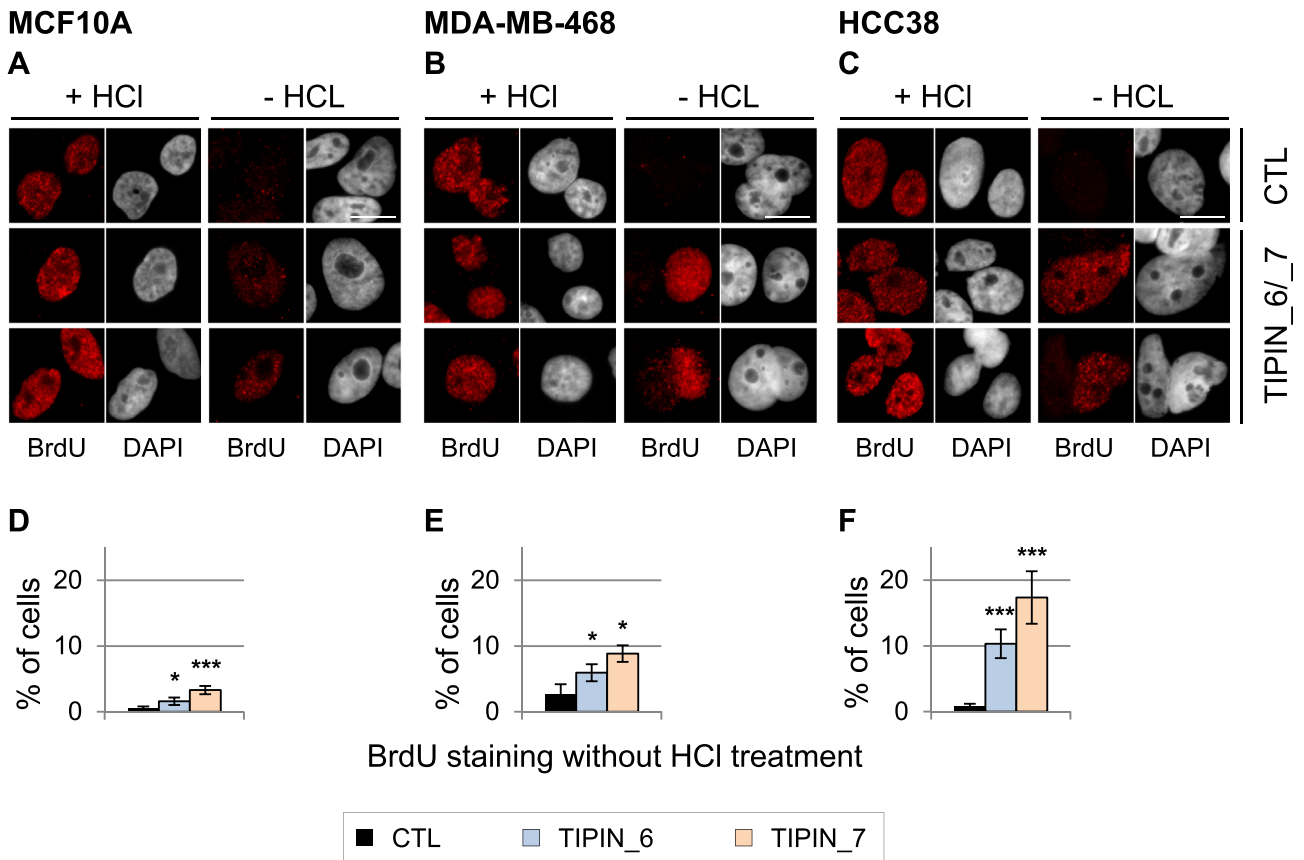 MCF10A MDA-MB-468 HCC38
A B C
+ HCl - HCL + HCl - HCL + HCl - HCL
CTL
TIPIN_6/_7
BrdU DAPI BrdU DAPI BrdU DAPI BrdU DAPI BrdU DAPI BrdU DAPI
D E F
% of cells 20 10 0 * ***
% of cells 20 10 0 * *
% of cells 20 10 0 *** ***
BrdU staining without HCl treatment
CTL TIPIN_6 TIPIN_7